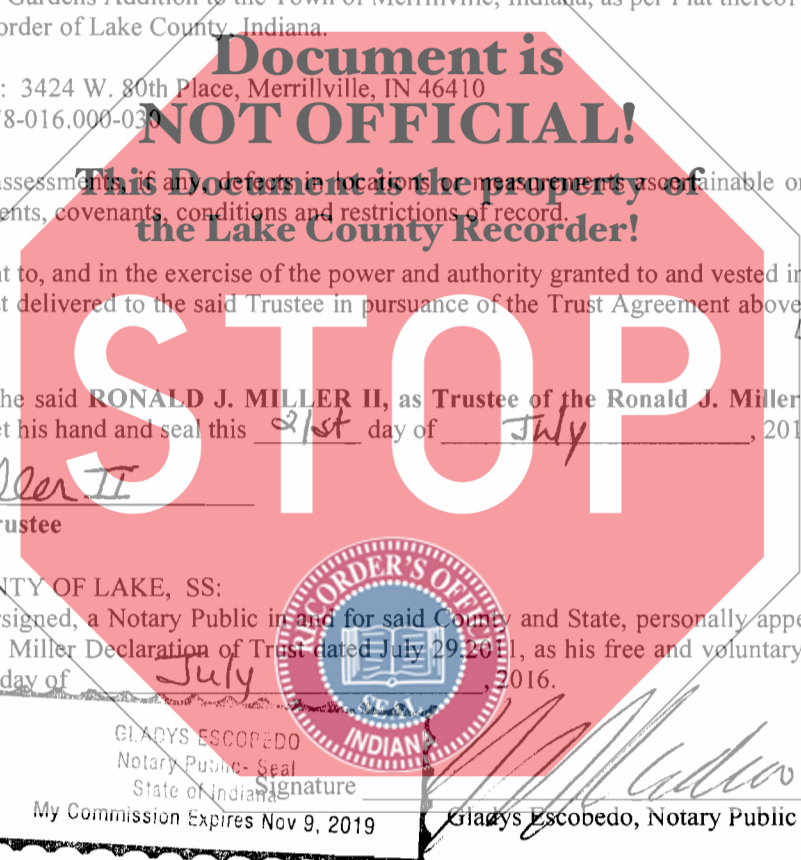 Gardens Addition to the Town of Merrillville, Indiana, as per Plat thereof
order of Lake County, Indiana.
Document is
: 3424 W. 80th Place, Merrillville, IN 46410
8-016.000-030
NOT OFFICIAL!
assessments, if any, defects in locations or measurements ascertainable or
This Document is the property of
ents, covenants, conditions and restrictions of record.
the Lake County Recorder!
t to, and in the exercise of the power and authority granted to and vested in
t delivered to the said Trustee in pursuance of the Trust Agreement above
STOP
he said RONALD J. MILLER II, as Trustee of the Ronald J. Miller
et his hand and seal this 21st day of July, 201
ller II
rustee
NTY OF LAKE, SS:
rsigned, a Notary Public in and for said County and State, personally appe
Miller Declaration of Trust dated July 29,2011, as his free and voluntary
day of July, 2016.
RECORDER'S OFFICE
SEAL
INDIANA
GLADYS ESCOBEDO
Notary Public- Seal
State of Indiana
Signature
My Commission Expires Nov 9, 2019
Gladys Escobedo, Notary Public